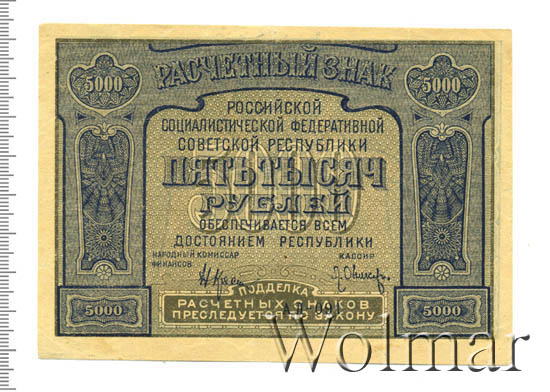 РАСЧЕТНЫЙ ЗНАК
5000 5000
РОССИЙСКОЙ
СОЦИАЛИСТИЧЕСКОЙ ФЕДЕРАТИВНОЙ
СОВЕТСКОЙ РЕСПУБЛИКИ
ПЯТЬ ТЫСЯЧ
РУБЛЕЙ
ОБЕСПЕЧИВАЕТСЯ ВСЕМ
ДОСТОЯНИЕМ РЕСПУБЛИКИ
НАРОДНЫЙ КОМИССАР КАССИР
ФИНАНСОВ
ПОДДЕЛКА
5000 РАСЧЕТНЫХ ЗНАКОВ 5000
ПРЕСЛЕДУЕТСЯ ПО ЗАКОНУ
Wolmar